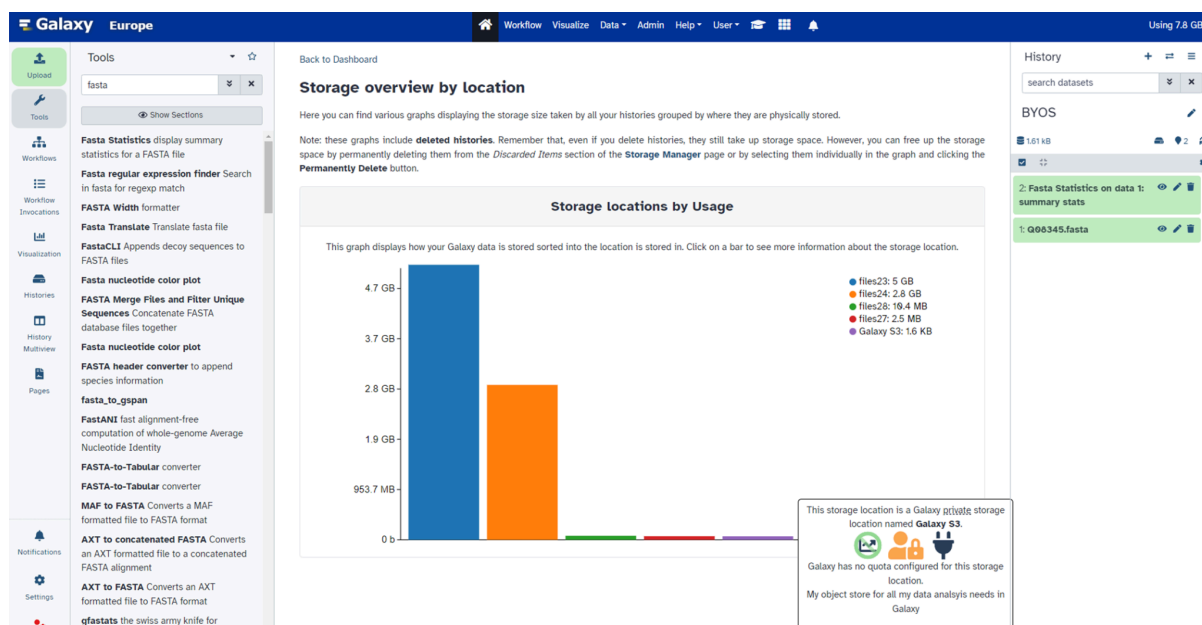 Galaxy Europe
Workflow Visualize Data Admin Help User
Using 7.8 GB
Upload
Tools
Workflows
Workflow
Invocations
Visualization
Histories
History
Multiview
Pages
Notifications
Settings
Tools
fasta
Show Sections
Fasta Statistics display summary
statistics for a FASTA file
Fasta regular expression finder Search
in fasta for regexp match
FASTA Width formatter
Fasta Translate Translate fasta file
FastaCLI Appends decoy sequences to
FASTA files
Fasta nucleotide color plot
FASTA Merge Files and Filter Unique
Sequences Concatenate FASTA
database files together
Fasta nucleotide color plot
FASTA header converter to append
species information
fasta_to_gspan
FastANI fast alignment-free
computation of whole-genome Average
Nucleotide Identity
FASTA-to-Tabular converter
FASTA-to-Tabular converter
MAF to FASTA Converts a MAF
formatted file to FASTA format
AXT to concatenated FASTA Converts
an AXT formatted file to a concatenated
FASTA alignment
AXT to FASTA Converts an AXT
formatted file to FASTA format
gfastats the swiss army knife for
Back to Dashboard
Storage overview by location
Here you can find various graphs displaying the storage size taken by all your histories grouped by where they are physically stored.
Note: these graphs include deleted histories. Remember that, even if you delete histories, they still take up storage space. However, you can free up the storage
space by permanently deleting them from the Discarded Items section of the Storage Manager page or by selecting them individually in the graph and clicking the
Permanently Delete button.
Storage locations by Usage
This graph displays how your Galaxy data is stored sorted into the location is stored in. Click on a bar to see more information about the storage location.
4.7 GB
3.7 GB
2.8 GB
1.9 GB
953.7 MB
0 b
files23: 5 GB
files24: 2.8 GB
files28: 10.4 MB
files27: 2.5 MB
Galaxy S3: 1.6 KB
This storage location is a Galaxy private storage
location named Galaxy S3.
Galaxy has no quota configured for this storage
location.
My object store for all my data analsyis needs in
Galaxy
History
search datasets
BYOS
1.61 kB
2
2: Fasta Statistics on data 1:
summary stats
1: Q08345.fasta